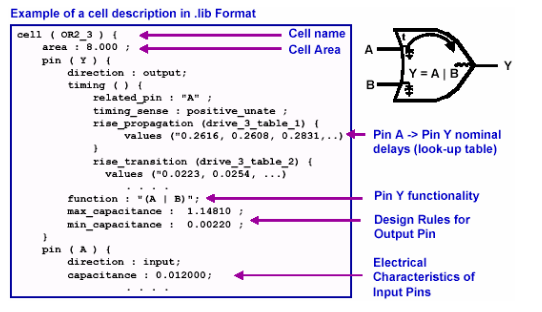 Example of a cell description in .lib Format
cell ( OR2_3 ) {
Cell name
area : 8.000 ;
Cell Area
pin ( Y ) {
direction : output;
timing ( ) {
related_pin : "A" ;
timing_sense : positive_unate ;
rise_propagation (drive_3_table_1) {
values ("0.2616, 0.2608, 0.2831,..)
}
rise_transition (drive_3_table_2) {
values ("0.0223, 0.0254, ...)
. . . .
function : "(A | B)";
max_capacitance : 1.14810 ;
min_capacitance : 0.00220 ;
}
pin ( A ) {
direction : input;
capacitance : 0.012000;
. . . .
A
B
Y = A | B
Y
Pin A -> Pin Y nominal
delays (look-up table)
Pin Y functionality
Design Rules for
Output Pin
Electrical
Characteristics of
Input Pins